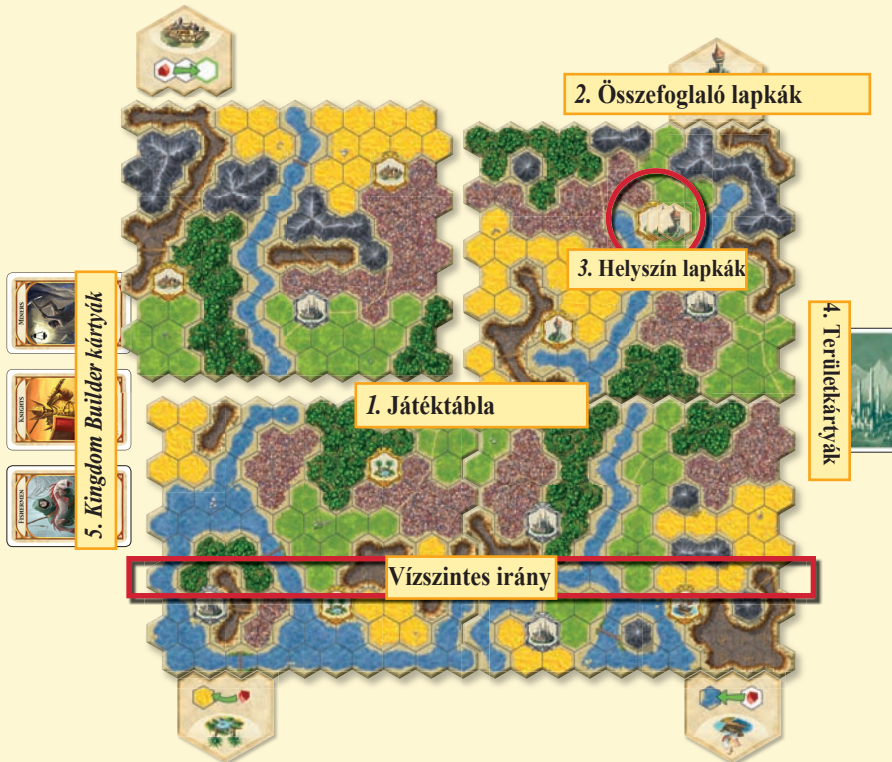 2. Összefoglaló lapkák
3. Helyszín lapkák
4. Területkártyák
MINERS
KNIGHTS
FISHERMEN
5. Kingdom Builder kártyák
1. Játéktábla
Vízszintes irány